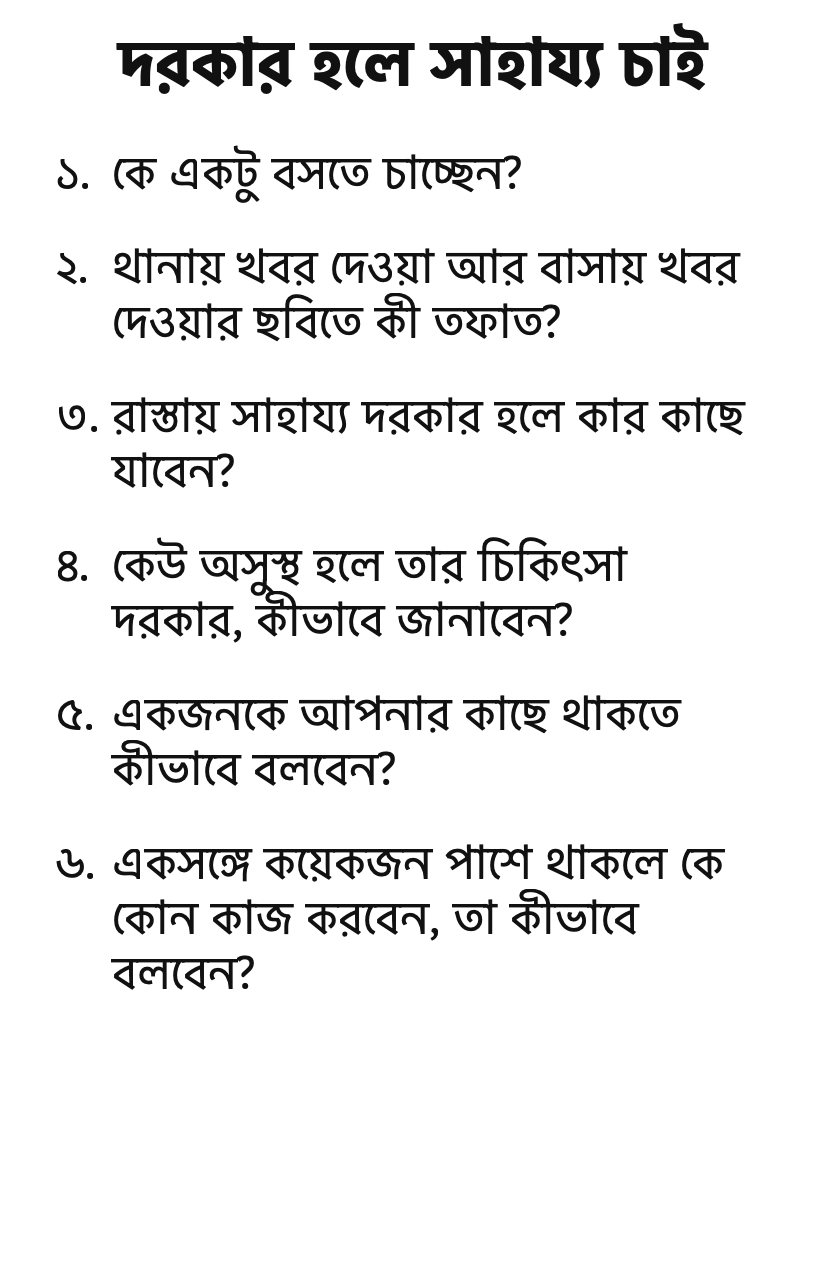 দরকার হলে সাহায্য চাই
১. কে একটু বসতে চাচ্ছেন?
২. থানায় খবর দেওয়া আর বাসায় খবর
দেওয়ার ছবিতে কী তফাত?
৩. রাস্তায় সাহায্য দরকার হলে কার কাছে
যাবেন?
৪. কেউ অসুস্থ হলে তার চিকিৎসা
দরকার, কীভাবে জানাবেন?
৫. একজনকে আপনার কাছে থাকতে
কীভাবে বলবেন?
৬. একসঙ্গে কয়েকজন পাশে থাকলে কে
কোন কাজ করবেন, তা কীভাবে
বলবেন?